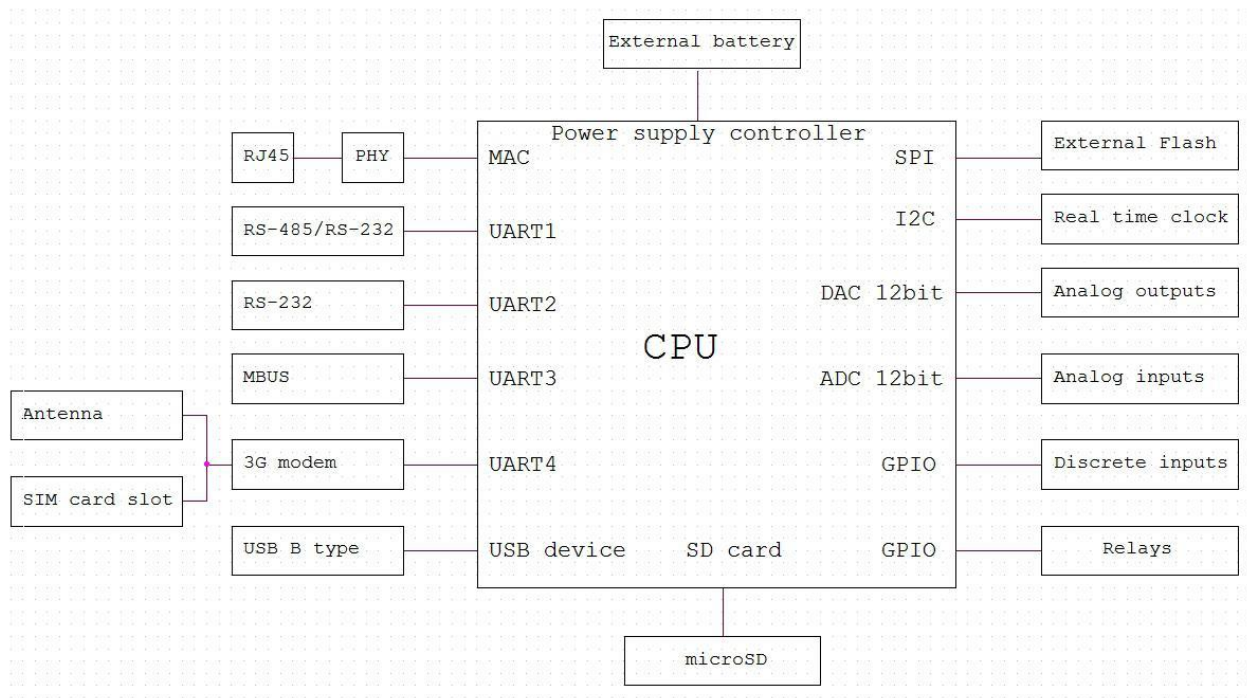 External battery
Power supply controller
RJ45
PHY
MAC
SPI
External Flash
RS-485/RS-232
UART1
I2C
Real time clock
RS-232
UART2
DAC 12bit
Analog outputs
CPU
MBUS
UART3
ADC 12bit
Analog inputs
Antenna
3G modem
UART4
GPIO
Discrete inputs
SIM card slot
USB B type
USB device
SD card
GPIO
Relays
microSD